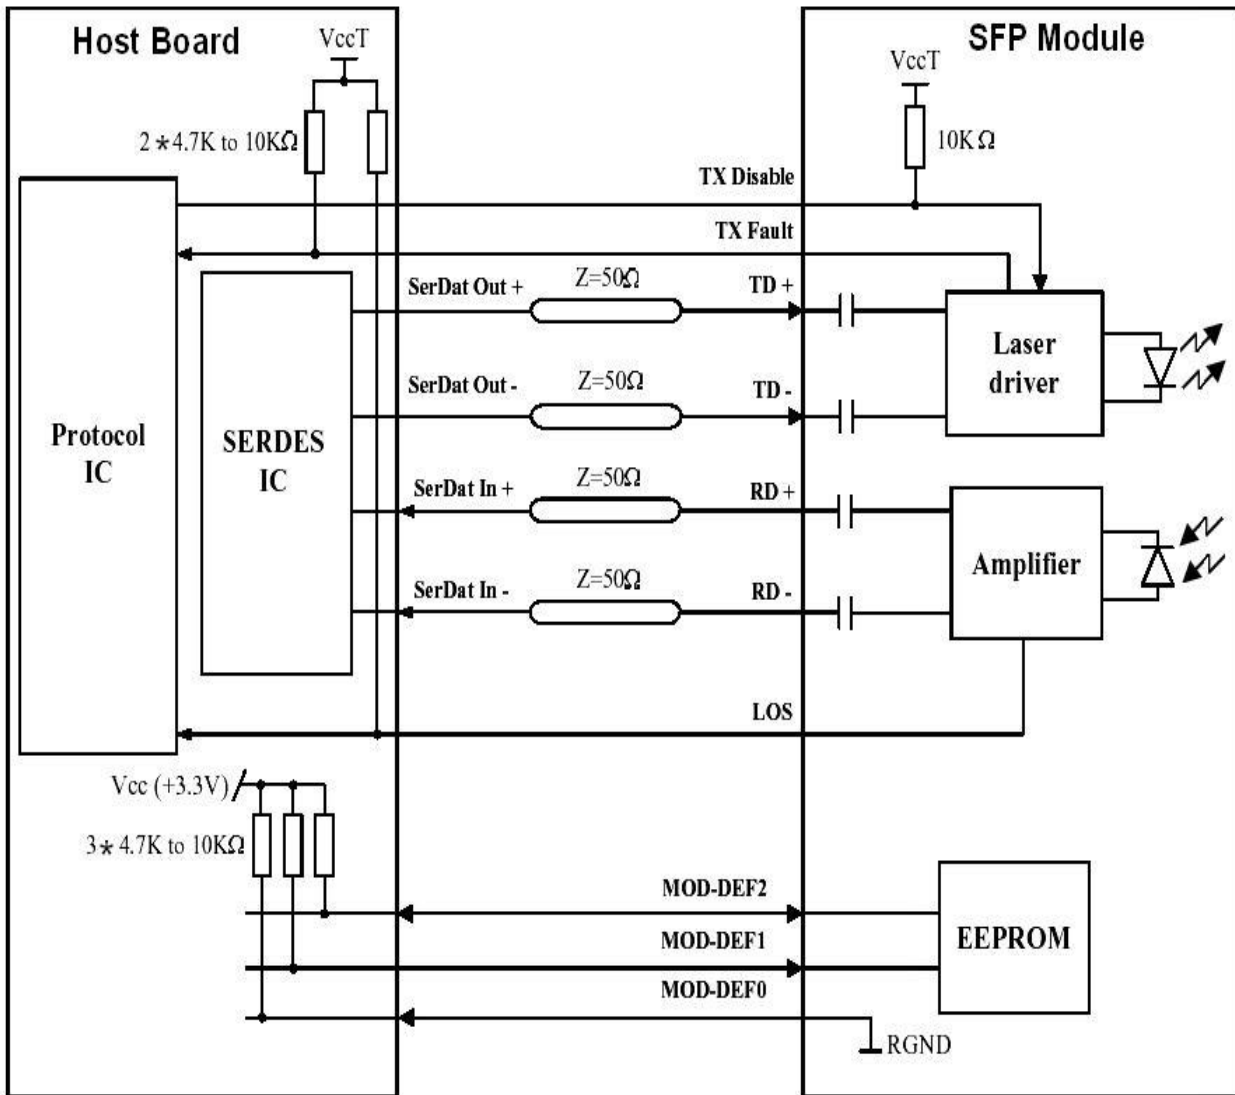 Host Board
SFP Module
VccT
VccT
2*4.7K to 10KΩ
10KΩ
TX Disable
TX Fault
SerDat Out +
Z=50Ω
TD +
Laser
driver
SerDat Out -
Z=50Ω
TD -
Protocol
IC
SERDES
IC
SerDat In +
Z=50Ω
RD +
Amplifier
SerDat In -
Z=50Ω
RD -
LOS
Vcc (+3.3V)
3*4.7K to 10KΩ
MOD-DEF2
EEPROM
MOD-DEF1
MOD-DEF0
RGND